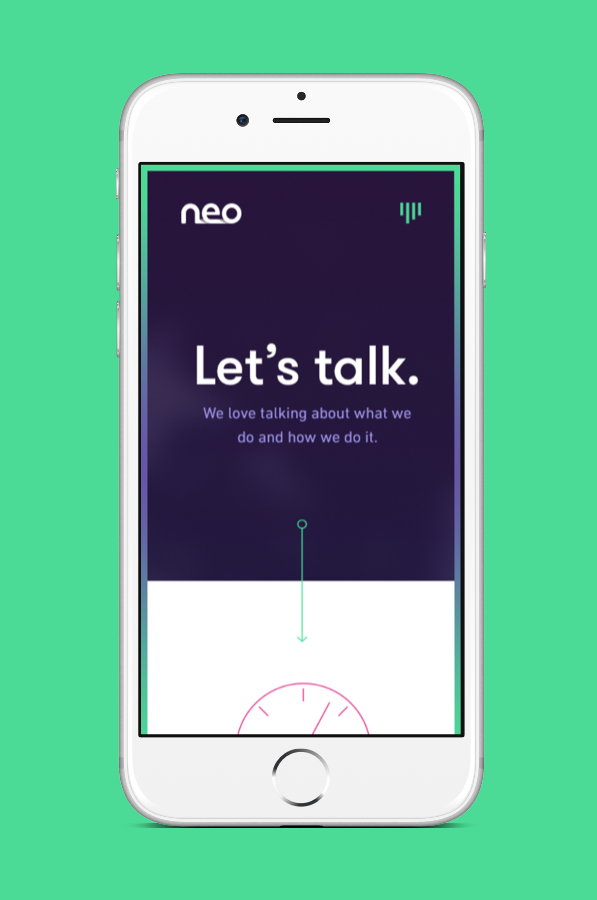 neo
Let's talk.
We love talking about what we
do and how we do it.